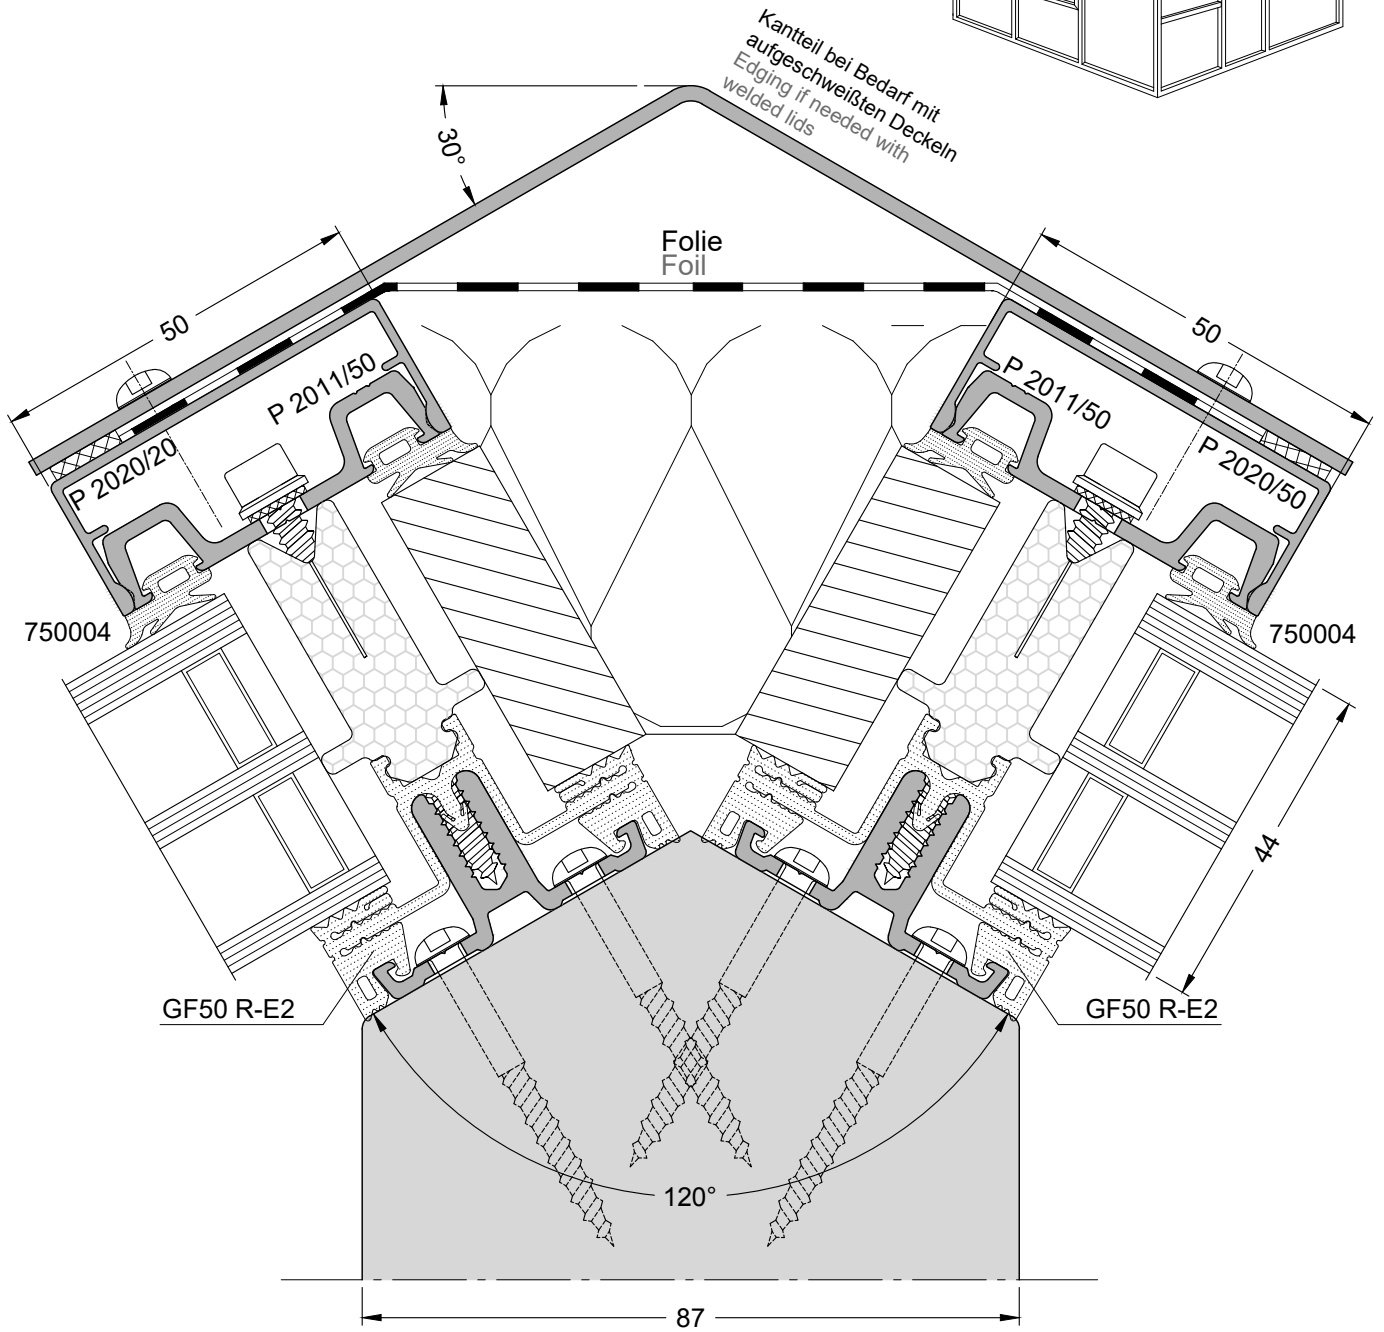 Kantteil bei Bedarf mit
aufgeschweißten Deckeln
Edging if needed with
welded lids
30°
Folie
Foil
50
50
P 2011/50
P 2011/50
P 2020/20
P 2020/50
750004
750004
44
GF50 R-E2
GF50 R-E2
120°
87